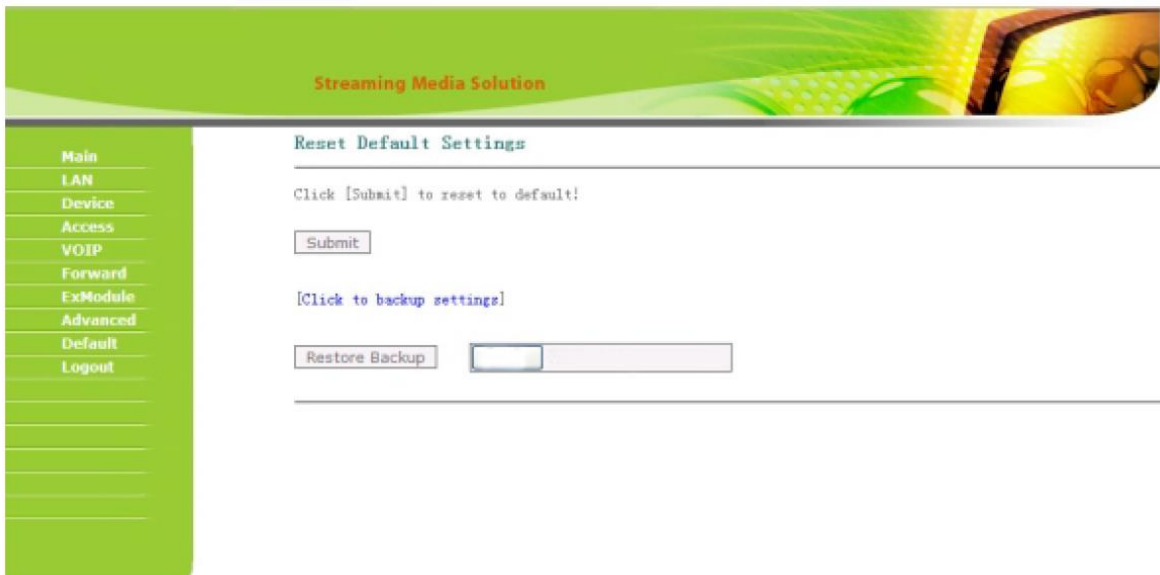 Streaming Media Solution
Main
LAN
Device
Access
VOIP
Forward
ExModule
Advanced
Default
Logout
Reset Default Settings
Click [Submit] to reset to default!
Submit
[Click to backup settings]
Restore Backup